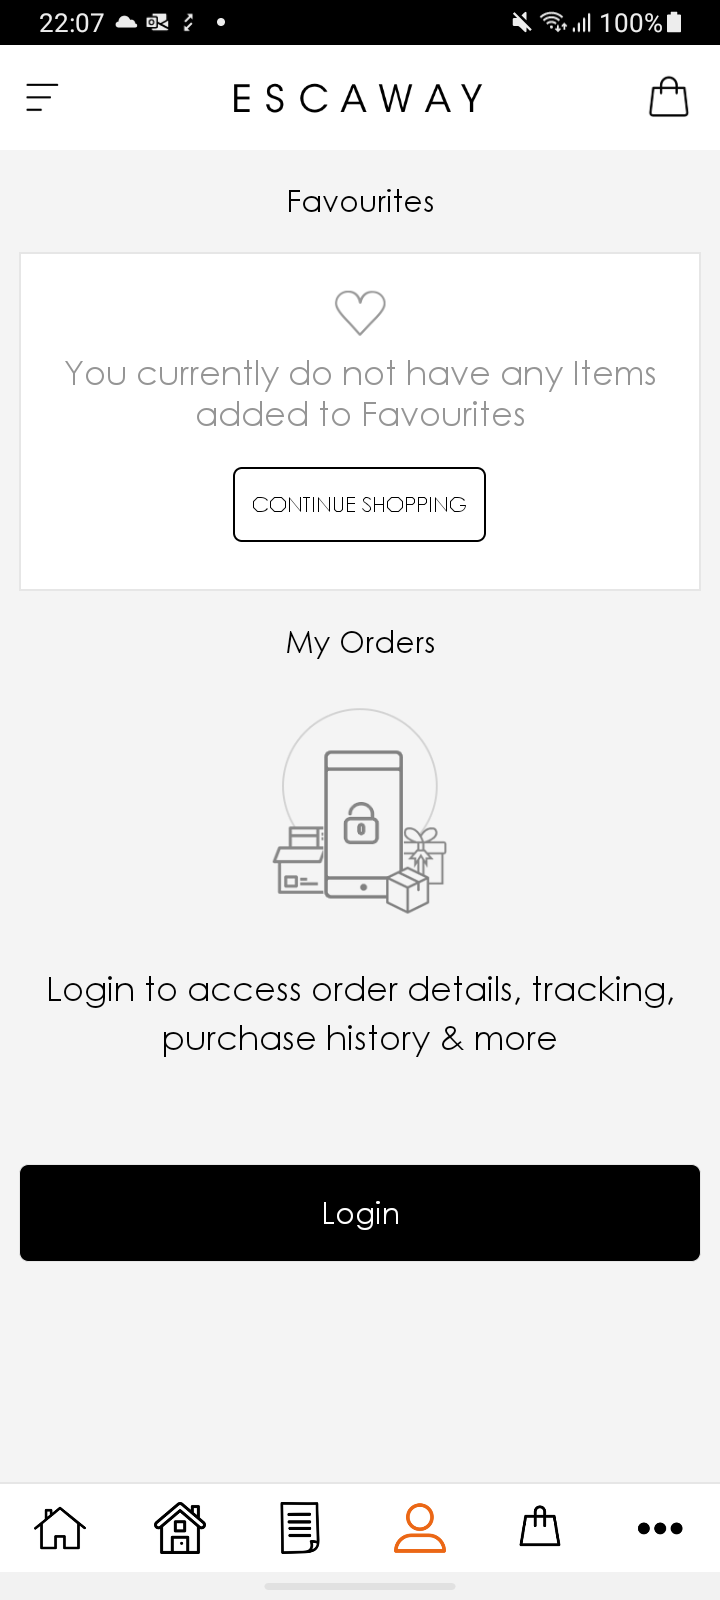 22:07
100%
ESCAWAY
Favourites
You currently do not have any Items
added to Favourites
CONTINUE SHOPPING
My Orders
Login to access order details, tracking,
purchase history & more
Login